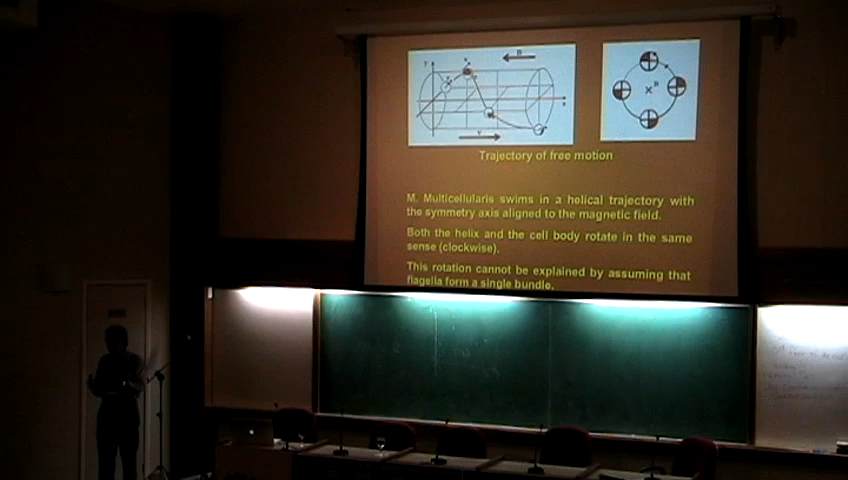 Trajectory of free motion
M. Multicellularis swims in a helical trajectory with
the symmetry axis aligned to the magnetic field.
Both the helix and the cell body rotate in the same
sense (clockwise).
This rotation cannot be explained by assuming that
flagella form a single bundle.